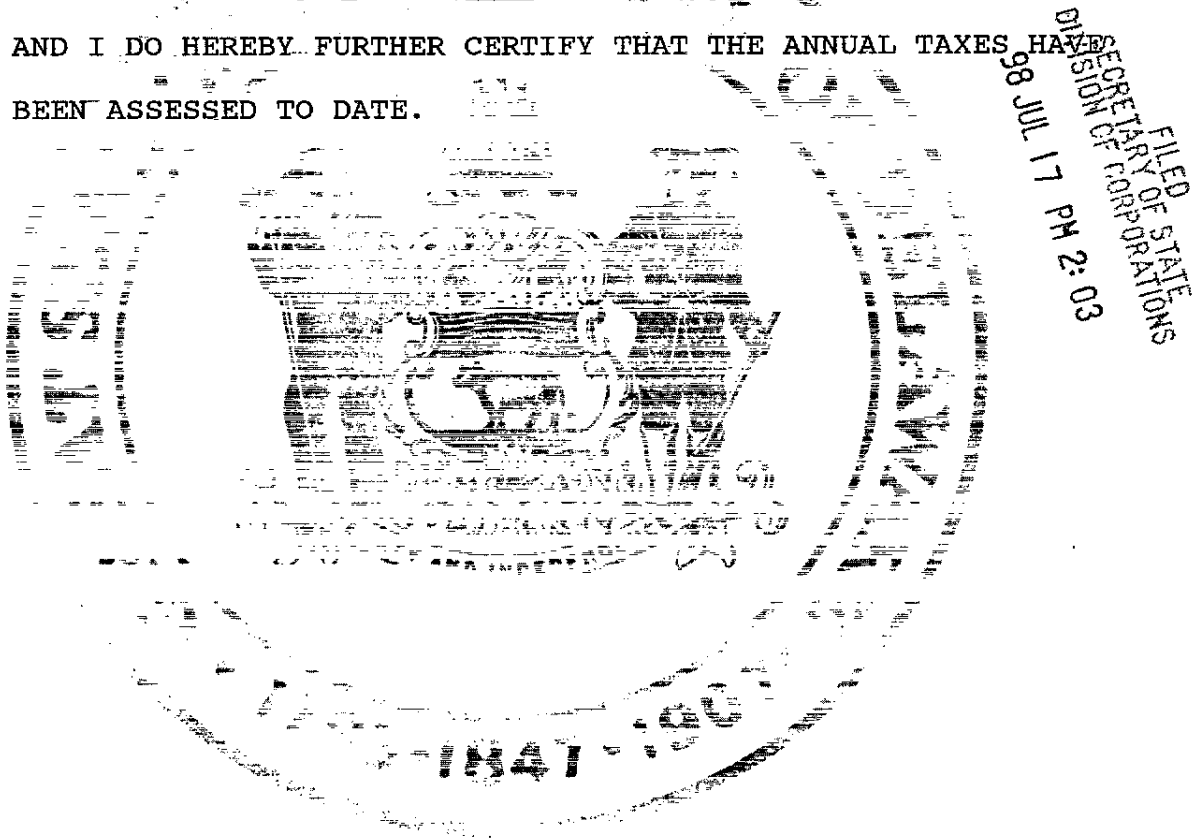 AND I DO HEREBY FURTHER CERTIFY THAT THE ANNUAL TAXES HAVE
BEEN ASSESSED TO DATE.
FILED
SECRETARY OF STATE
DIVISION OF CORPORATIONS
98 JUL 17 PM 2:03